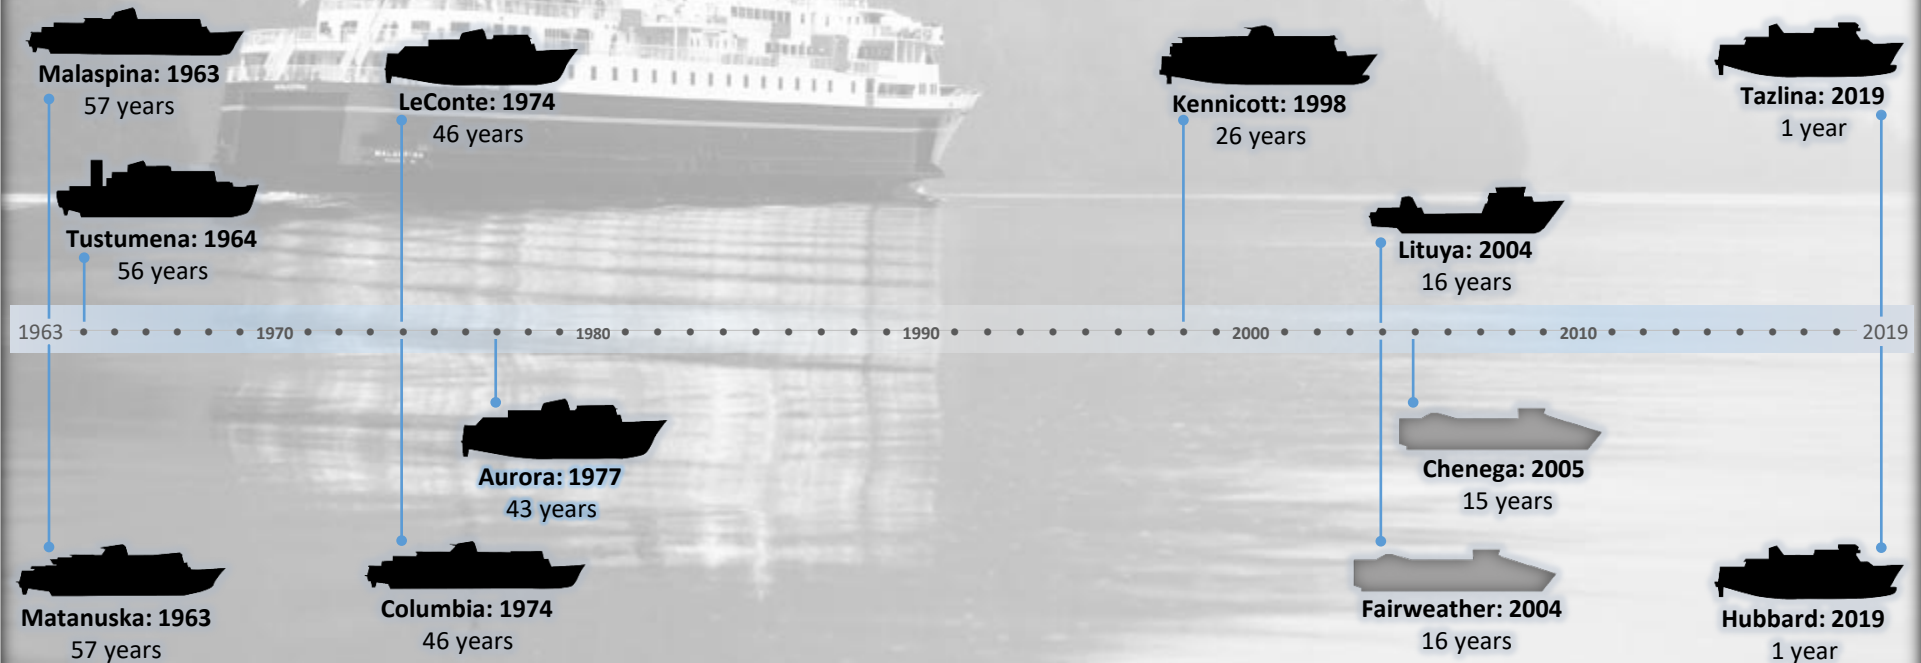 Malaspina: 1963
57 years
LeConte: 1974
46 years
Kennicott: 1998
26 years
Tazlina: 2019
1 year
Tustumena: 1964
56 years
Lituya: 2004
16 years
1963 1970 1980 1990 2000 2010 2019
Aurora: 1977
43 years
Chenega: 2005
15 years
Matanuska: 1963
57 years
Columbia: 1974
46 years
Fairweather: 2004
16 years
Hubbard: 2019
1 year